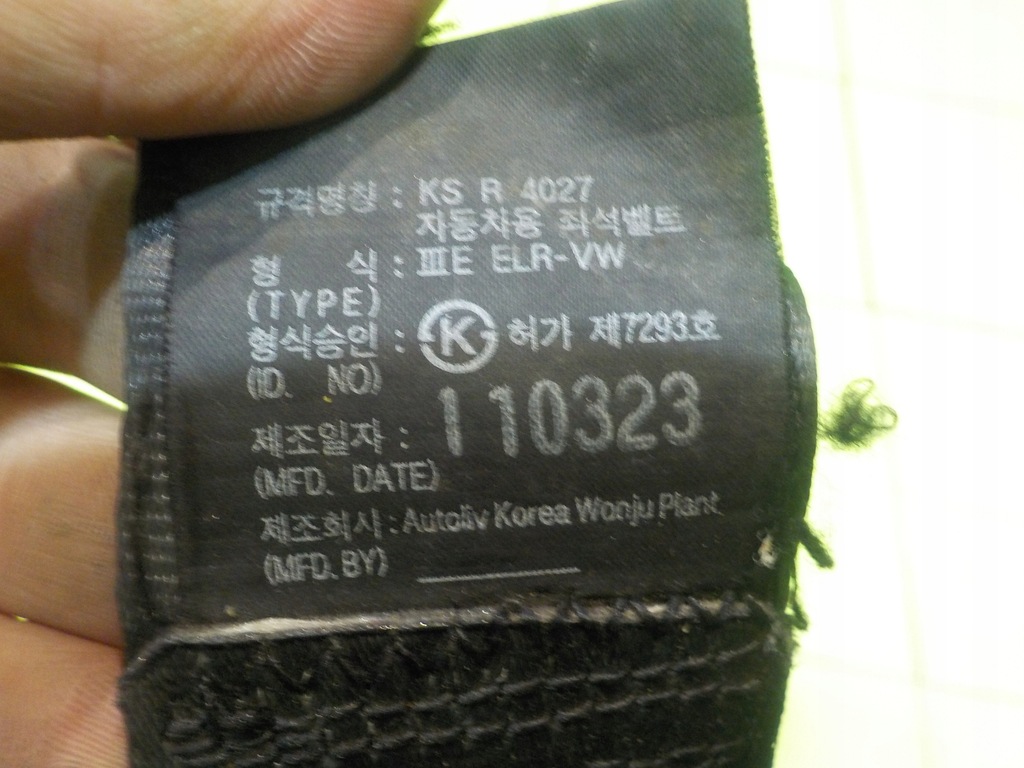 규격명칭 : KS R 4027
자동차용 좌석벨트
형 식 : ⅢE ELR-VW
(TYPE)
형식승인 : K 허가 제7293호
(ID. NO)
제조일자 : 110323
(MFD. DATE)
제조회사 : Autoliv Korea Wonju Plant
(MFD. BY)